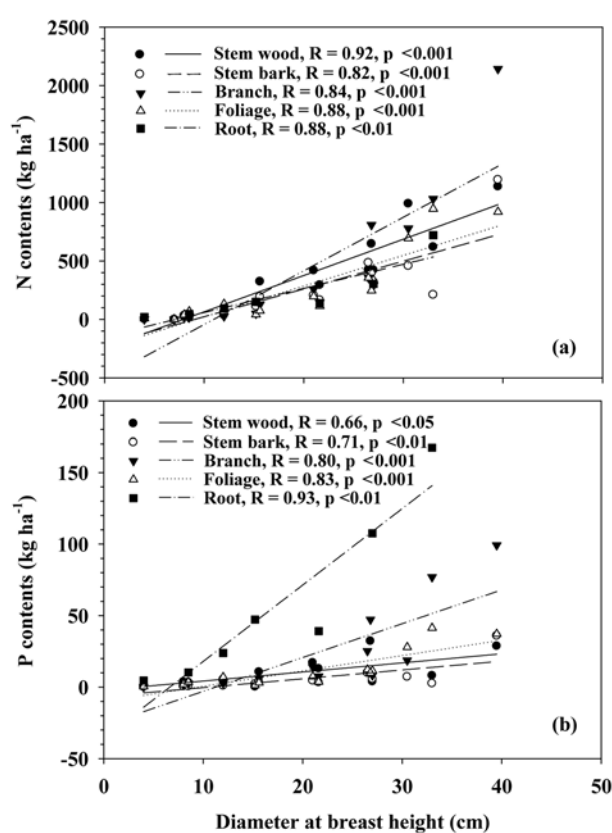 (a)
2500
2000
1500
1000
500
0
-500
N contents (kg ha⁻¹)
Stem wood, R = 0.92, p <0.001
Stem bark, R = 0.82, p <0.001
Branch, R = 0.84, p <0.001
Foliage, R = 0.88, p <0.001
Root, R = 0.88, p <0.01
(a)
200
150
100
50
0
-50
P contents (kg ha⁻¹)
Stem wood, R = 0.66, p <0.05
Stem bark, R = 0.71, p <0.01
Branch, R = 0.80, p <0.001
Foliage, R = 0.83, p <0.001
Root, R = 0.93, p <0.01
(b)
0 10 20 30 40 50
Diameter at breast height (cm)